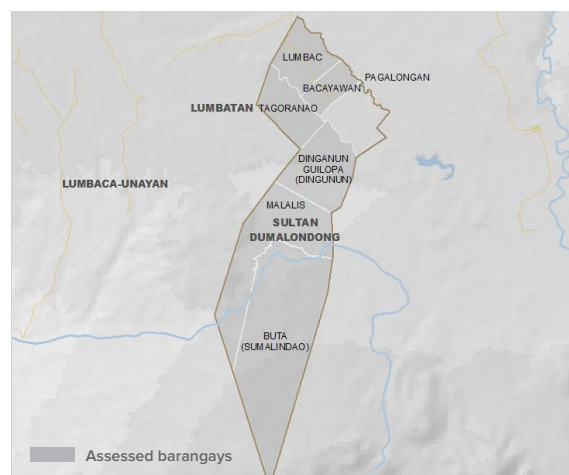 LUMBAC
PAGALONGAN
BACAYAWAN
LUMBATAN
TAGORANAO
DINGANUN
GUILOPA
(DINGUNUN)
LUMBACA-UNAYAN
MALALIS
SULTAN
DUMALONDONG
BUTA
(SUMALINDAO)
Assessed barangays